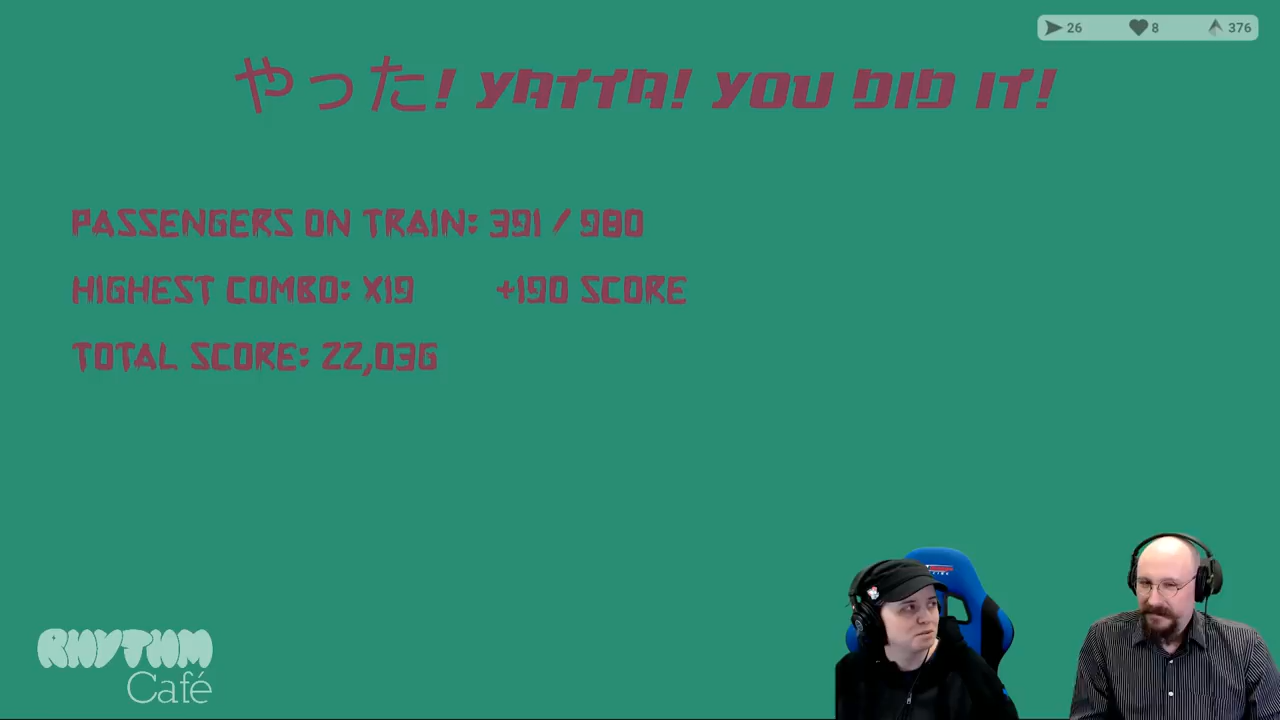 26 8 376
やった! YATTA! YOU DID IT!
PASSENGERS ON TRAIN: 391 / 980
HIGHEST COMBO: X19 +190 SCORE
TOTAL SCORE: 22,036
RHYTHM
Café